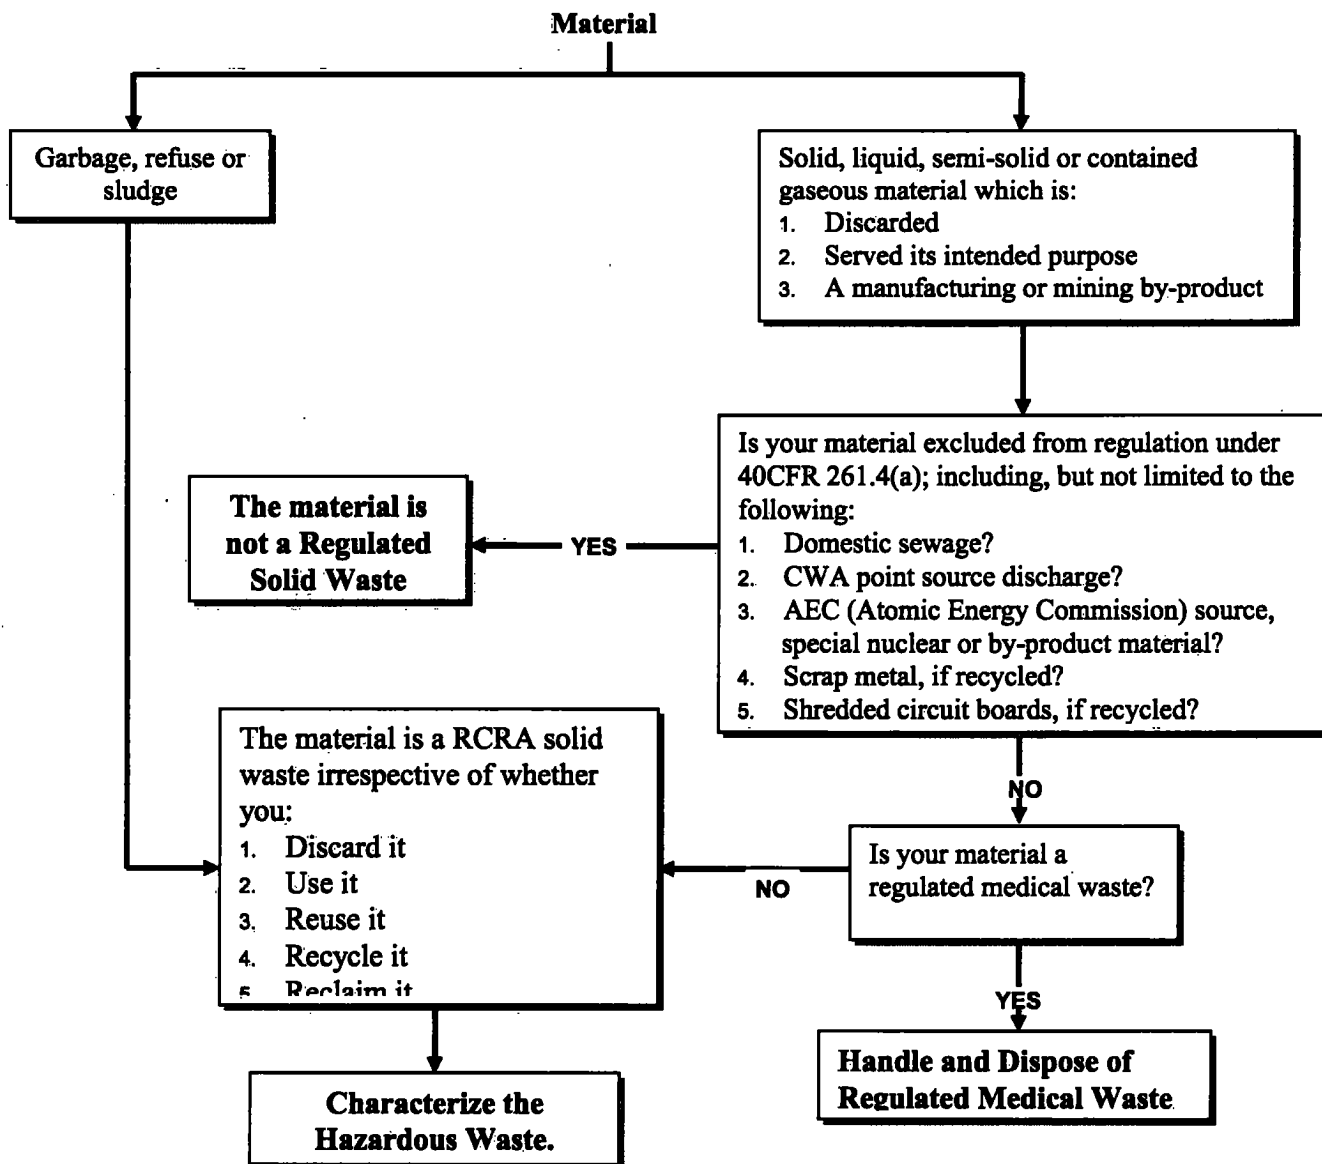 Material
Garbage, refuse or
sludge
Solid, liquid, semi-solid or contained
gaseous material which is:
1. Discarded
2. Served its intended purpose
3. A manufacturing or mining by-product
Is your material excluded from regulation under
40CFR 261.4(a); including, but not limited to the
following:
1. Domestic sewage?
2. CWA point source discharge?
3. AEC (Atomic Energy Commission) source,
special nuclear or by-product material?
4. Scrap metal, if recycled?
5. Shredded circuit boards, if recycled?
YES
The material is
not a Regulated
Solid Waste
NO
Is your material a
regulated medical waste?
NO
The material is a RCRA solid
waste irrespective of whether
you:
1. Discard it
2. Use it
3. Reuse it
4. Recycle it
5. Reclaim it
YES
Handle and Dispose of
Regulated Medical Waste
Characterize the
Hazardous Waste.